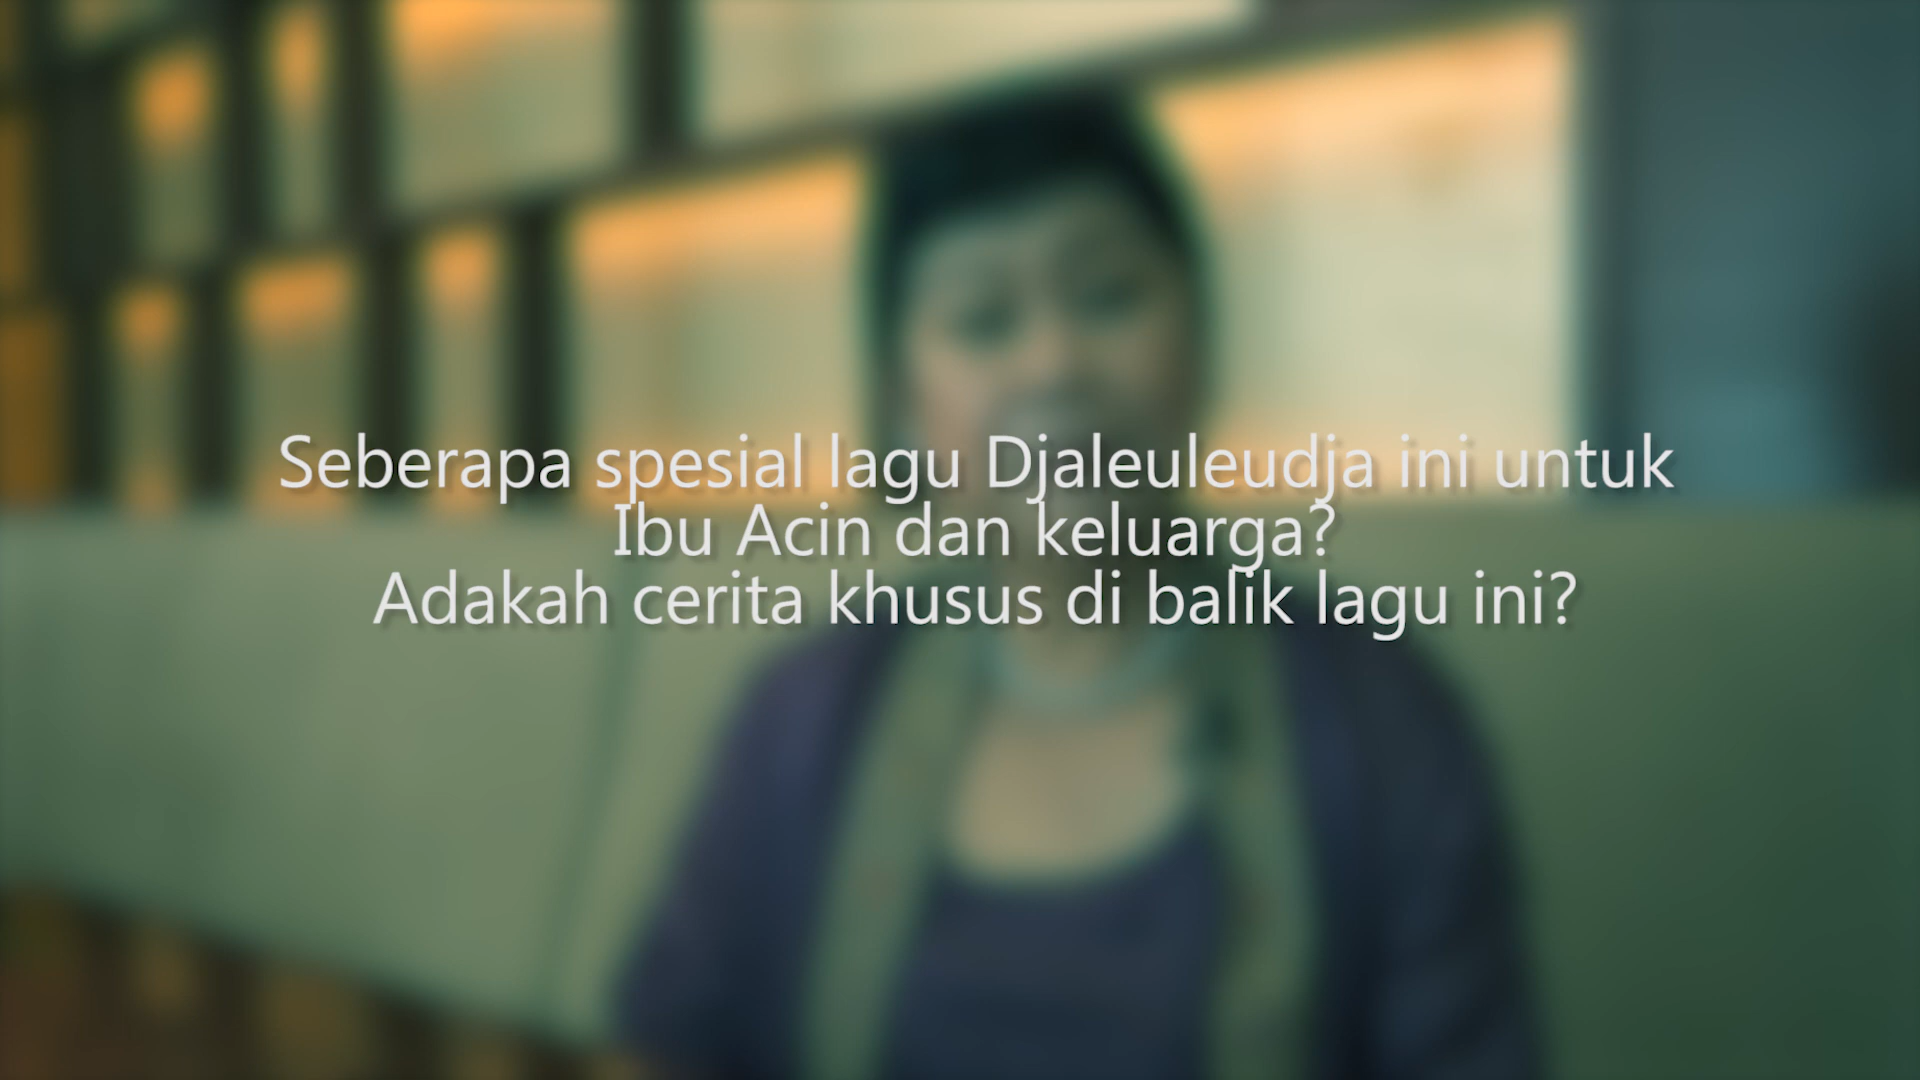 Seberapa spesial lagu Djaleuleudja ini untuk
Ibu Acin dan keluarga?
Adakah cerita khusus di balik lagu ini?